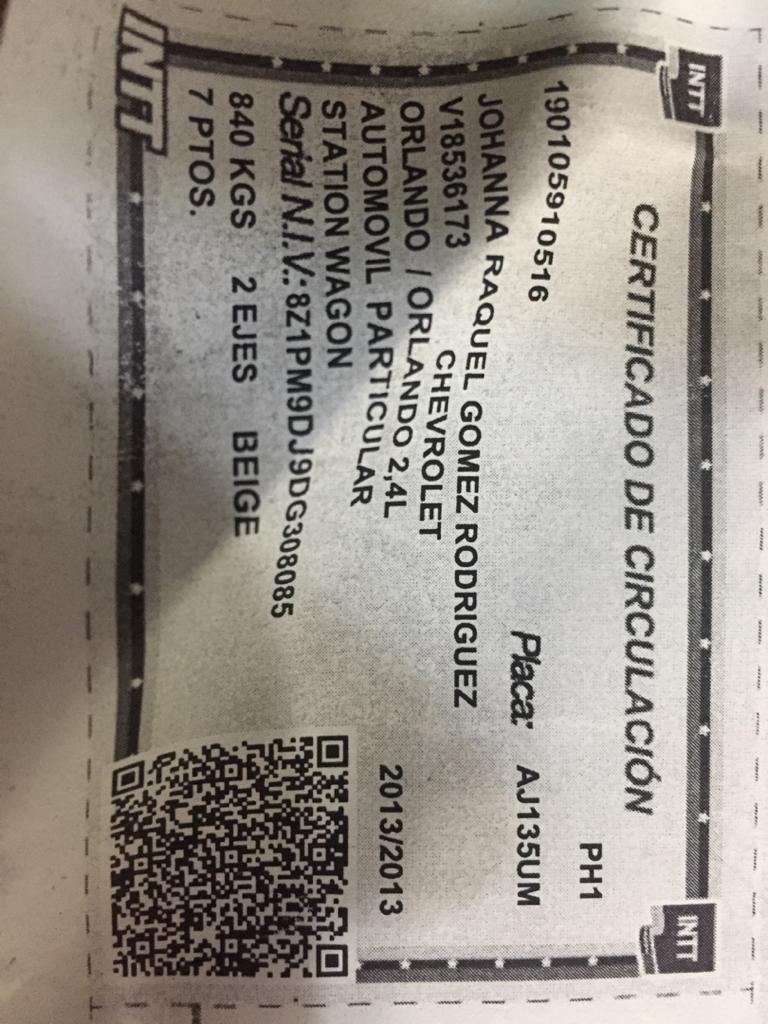 INTT
INTT
CERTIFICADO DE CIRCULACIÓN
PH1
190105910516
Placa: AJ135UM
JOHANNA RAQUEL GOMEZ RODRIGUEZ
V18536173 CHEVROLET
ORLANDO / ORLANDO 2,4L 2013/2013
AUTOMOVIL PARTICULAR
STATION WAGON
Serial N.I.V.: 8Z1PM9DJ9DG308085
840 KGS 2 EJES BEIGE
7 PTOS.
INTT